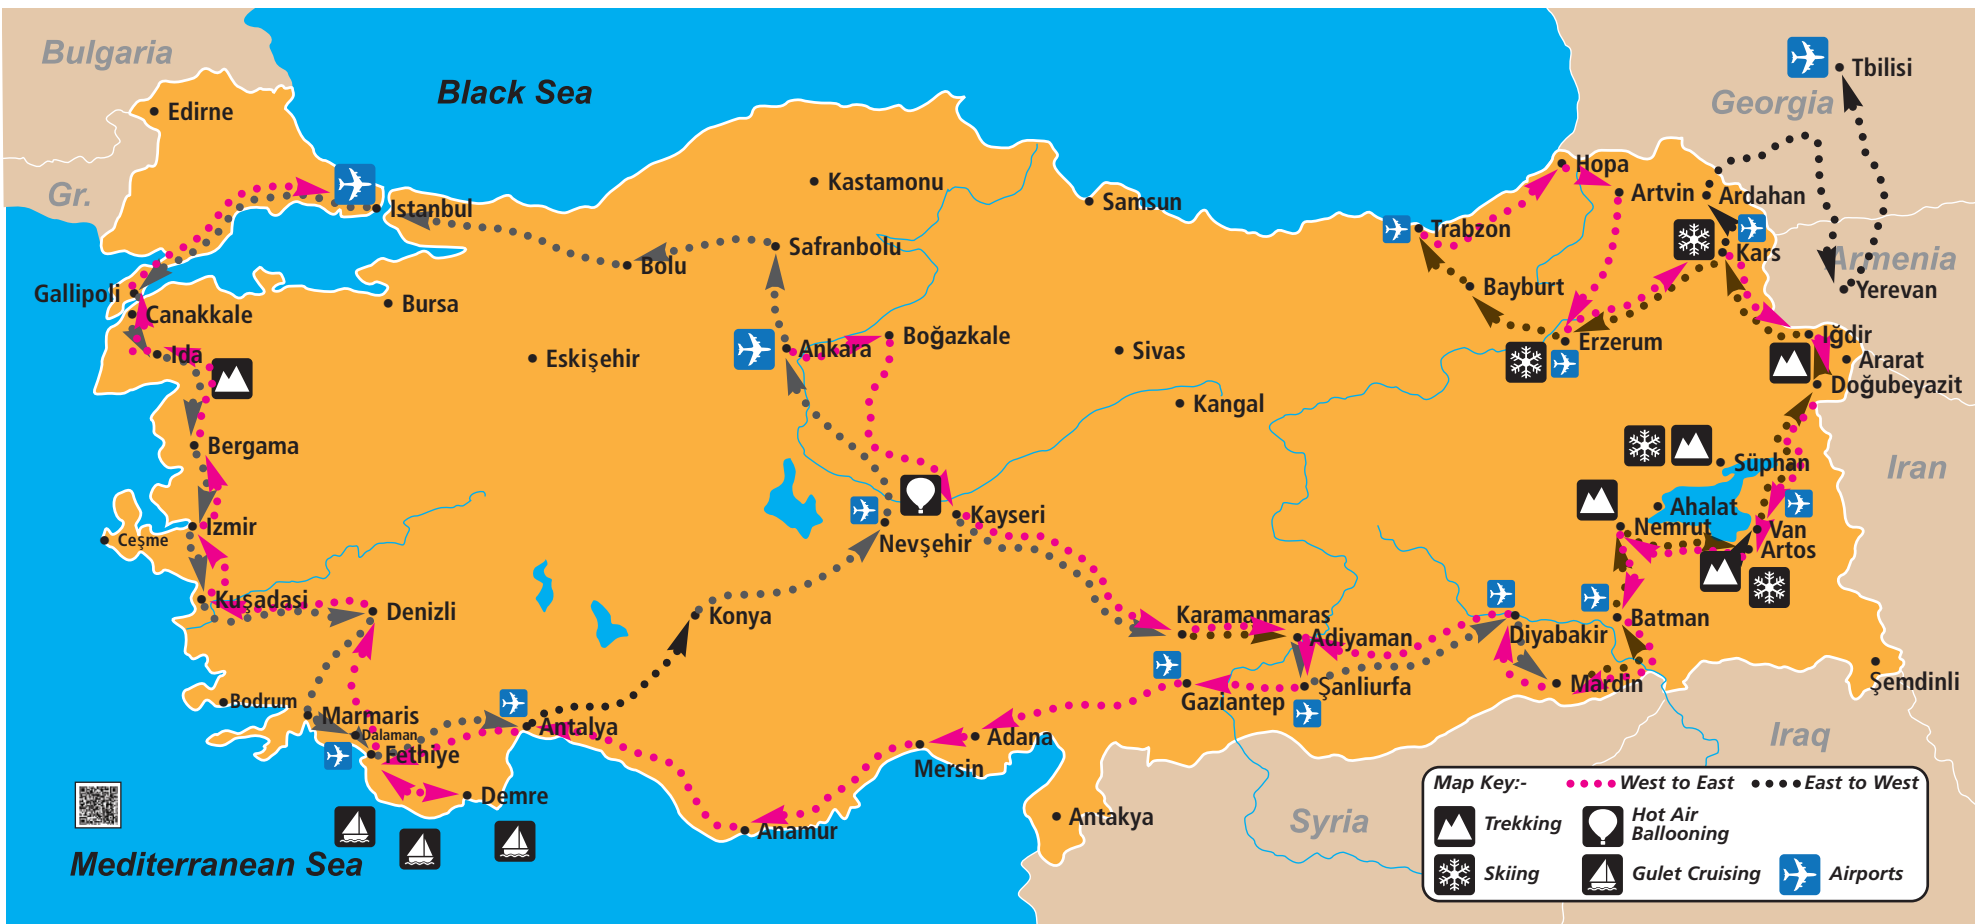 Bulgaria
Black Sea
Tbilisi
Georgia
Edirne
Hopa
Kastamonu
Gr.
Artvin
Ardahan
Istanbul
Samsun
Trabzon
Safranbolu
Kars
Armenia
Bolu
Bayburt
Yerevan
Gallipoli
Bursa
Canakkale
Iğdir
Boğazkale
Erzerum
Ankara
Sivas
Ida
Eskişehir
Ararat
Doğubeyazit
Kangal
Bergama
Süphan
Iran
Ahalat
Kayseri
Izmir
Nemrut
Van
Ceşme
Nevşehir
Artos
Kuşadasi
Denizli
Konya
Karamanmaras
Batman
Adiyaman
Diyabakir
Şemdinli
Mardin
Şanliurfa
Bodrum
Gaziantep
Marmaris
Antalya
Dalaman
Adana
Iraq
Fethiye
Mersin
Demre
Antakya
Anamur
Syria
Mediterranean Sea
Map Key:-
West to East
East to West
Trekking
Hot Air
Ballooning
Skiing
Gulet Cruising
Airports